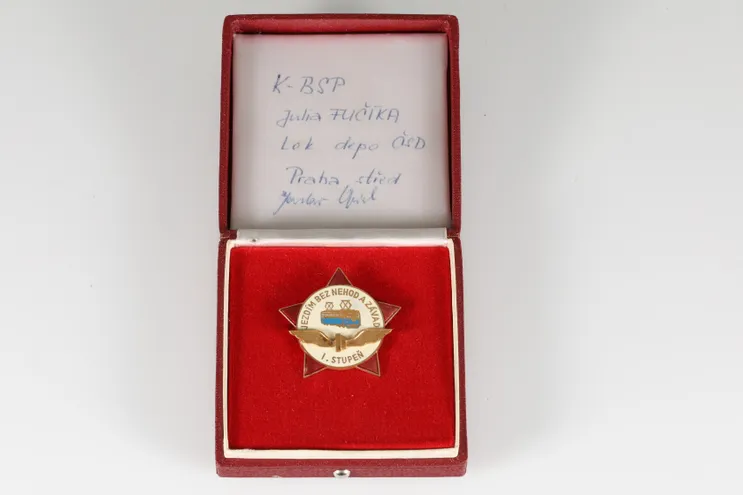 K-BSP
Julia FUČÍKA
Lok depo ČSD
Praha střed
JEZDÍM BEZ NEHOD A ZÁVAD
I. STUPEŇ